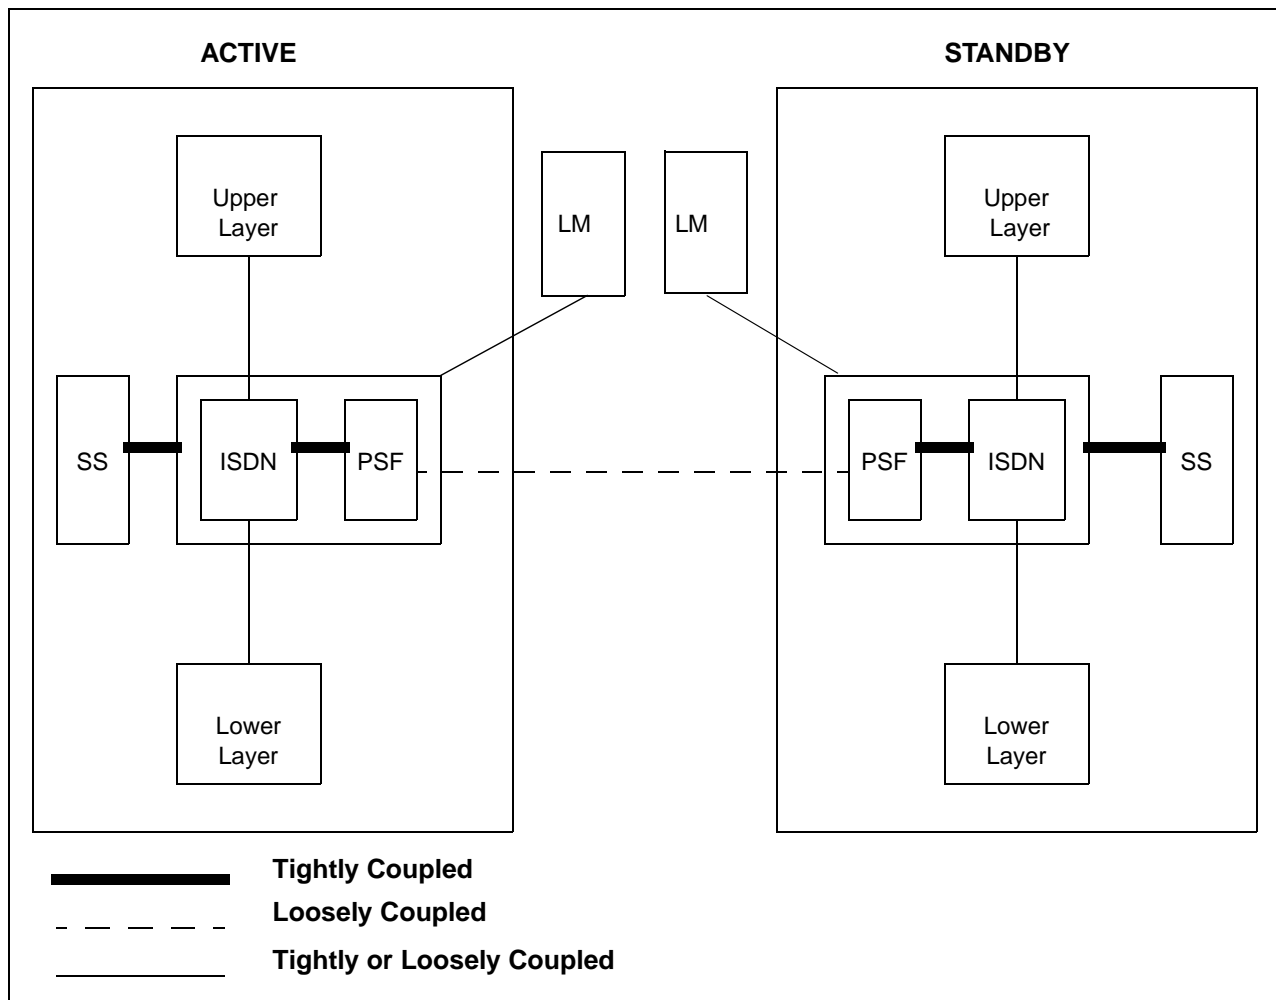 ACTIVE
STANDBY
Upper
Layer
LM
LM
Upper
Layer
SS
ISDN
PSF
PSF
ISDN
SS
Lower
Layer
Lower
Layer
Tightly Coupled
Loosely Coupled
Tightly or Loosely Coupled